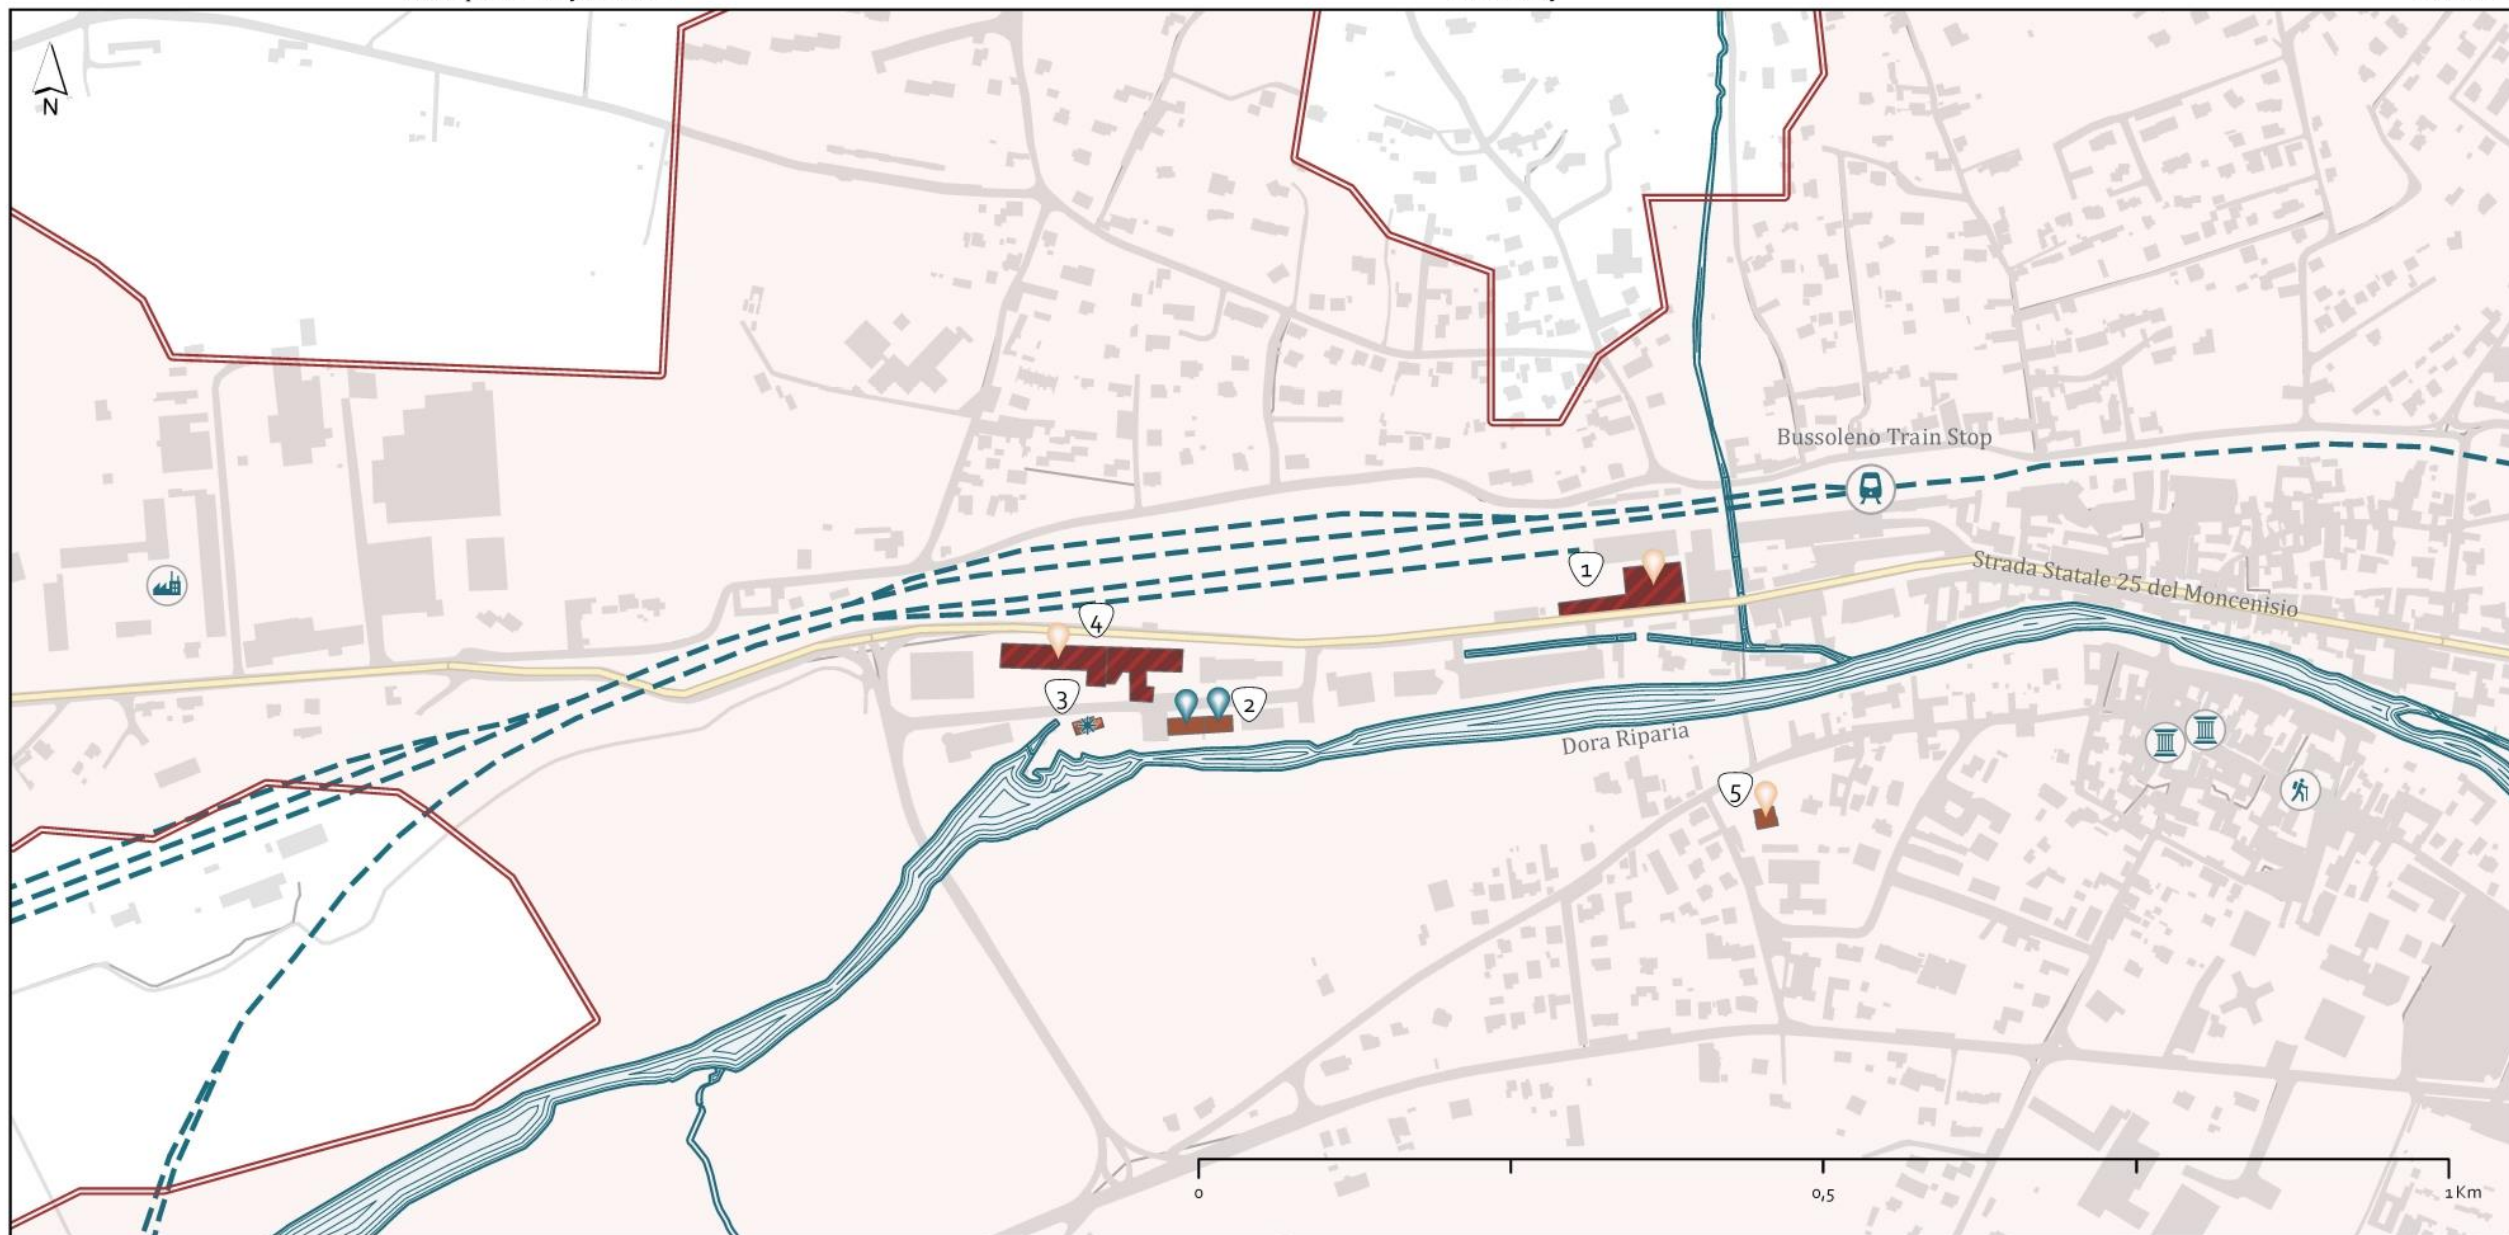 N
Bussoleno Train Stop
1
Strada Statale 25 del Moncenisio
4
3
2
Dora Riparia
5
0
0,5
1 Km